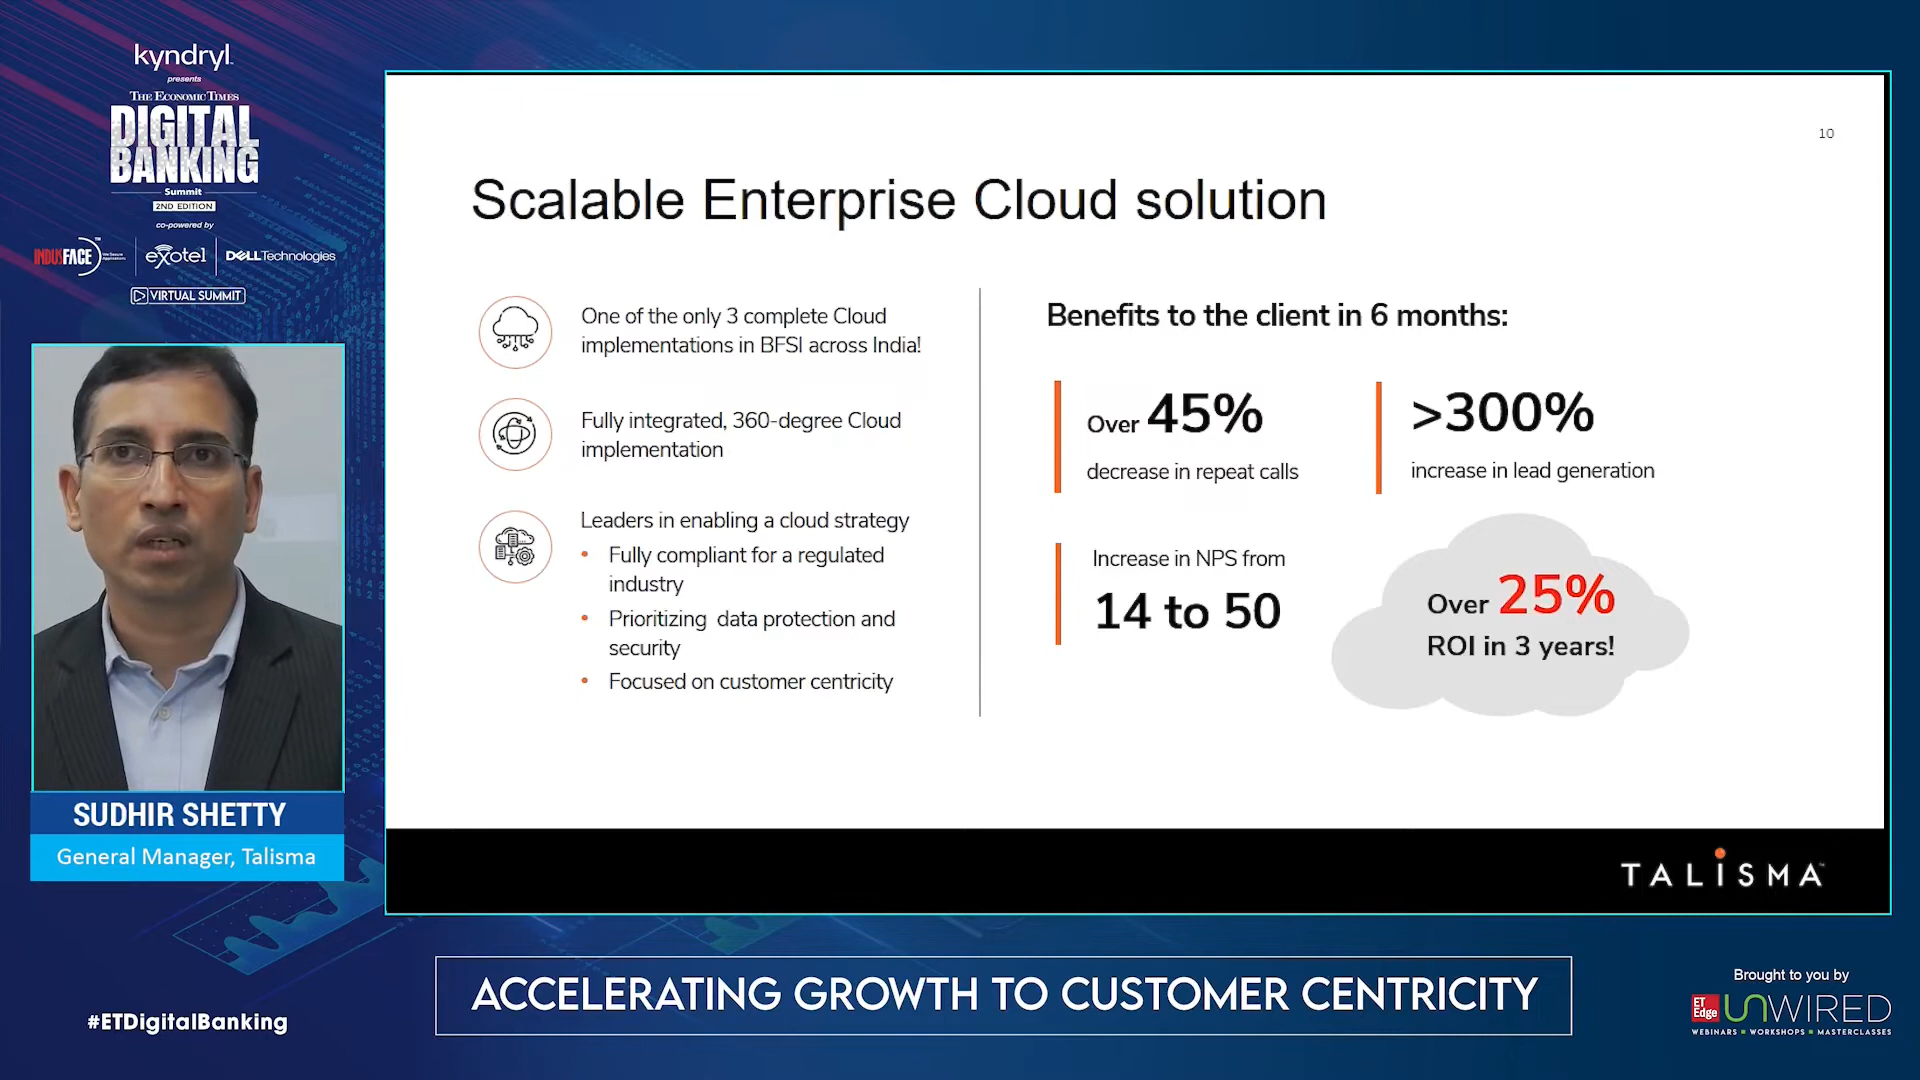 kyndryl
presents
THE ECONOMIC TIMES
DIGITAL
BANKING
Summit
2ND EDITION
co-powered by
INDUSFACE TM We Secure Applications
exotel
DELL Technologies
VIRTUAL SUMMIT
SUDHIR SHETTY
General Manager, Talisma
#ETDigitalBanking
10
Scalable Enterprise Cloud solution
One of the only 3 complete Cloud
implementations in BFSI across India!
Fully integrated, 360-degree Cloud
implementation
Leaders in enabling a cloud strategy
• Fully compliant for a regulated
industry
• Prioritizing data protection and
security
• Focused on customer centricity
Benefits to the client in 6 months:
Over 45%
decrease in repeat calls
>300%
increase in lead generation
Increase in NPS from
14 to 50
Over 25%
ROI in 3 years!
TALISMA
ACCELERATING GROWTH TO CUSTOMER CENTRICITY
Brought to you by
ET Edge UNWIRED
WEBINARS ▪ WORKSHOPS ▪ MASTERCLASSES